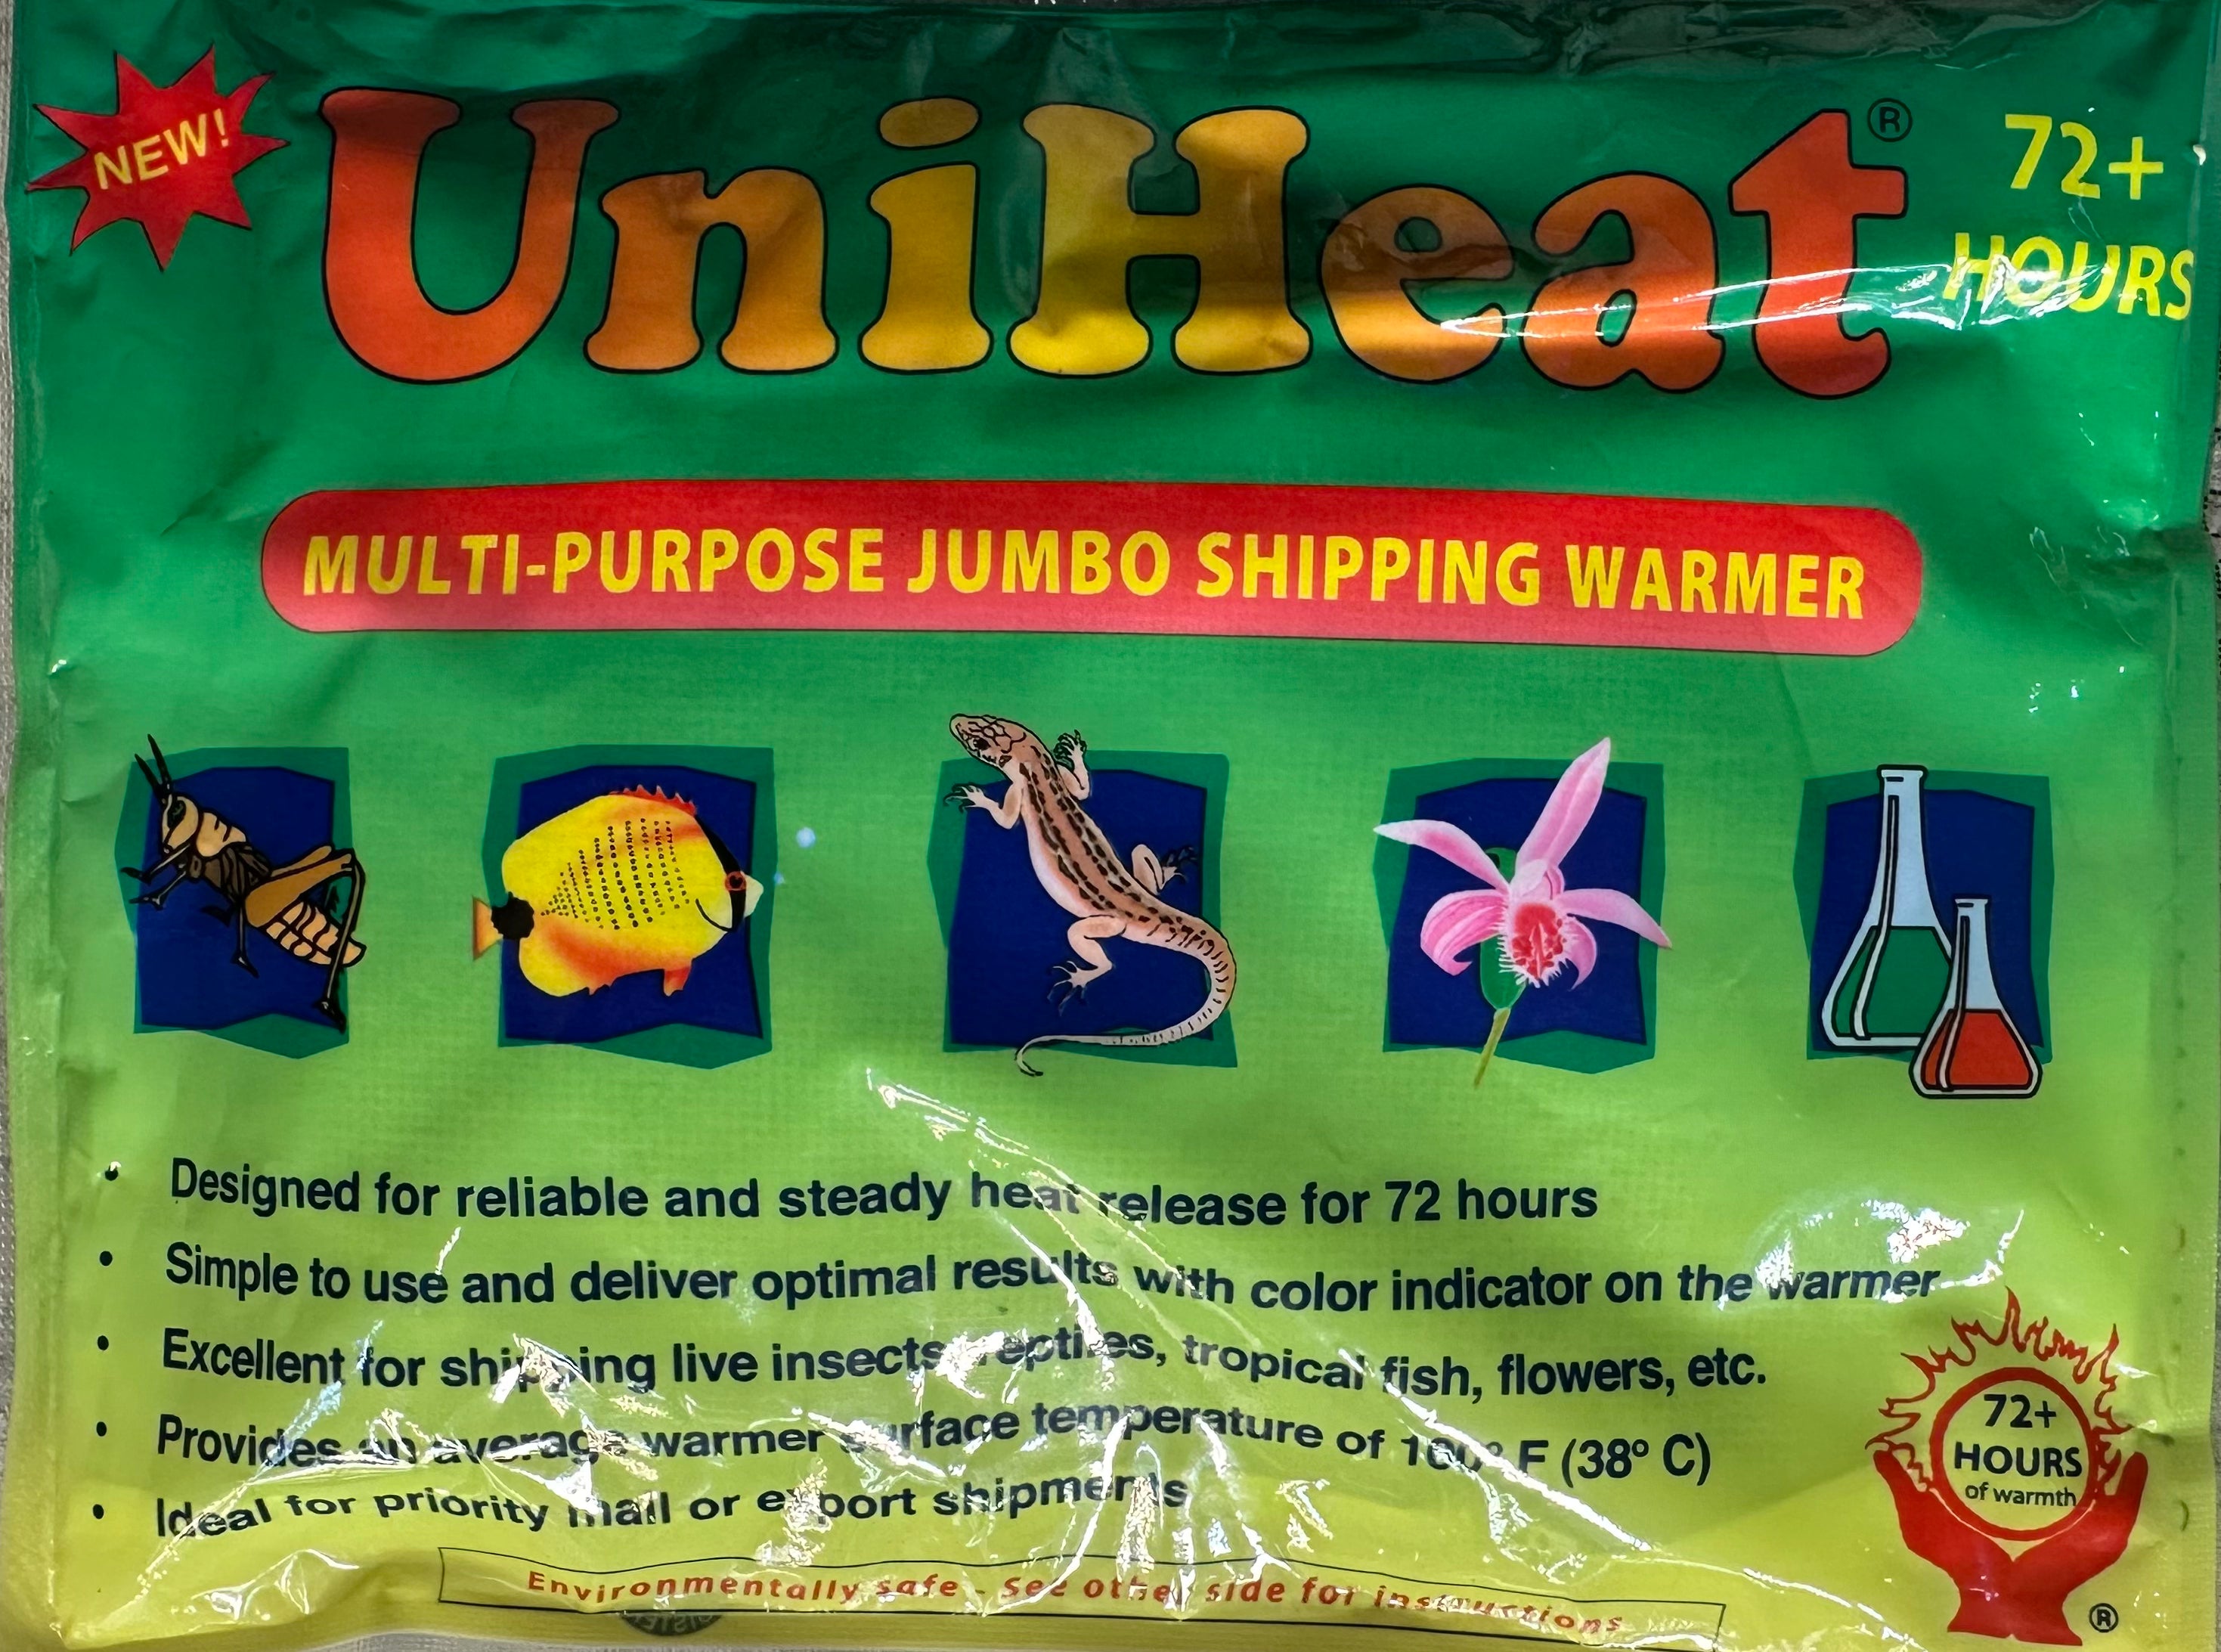 NEW!
UniHeat®
72+
HOURS
MULTI-PURPOSE JUMBO SHIPPING WARMER
• Designed for reliable and steady heat release for 72 hours
• Simple to use and deliver optimal results with color indicator on the warmer
• Excellent for shipping live insects, reptiles, tropical fish, flowers, etc.
• Provides an average warmer surface temperature of 100° F (38° C)
• Ideal for priority mail or export shipments
72+
HOURS
of warmth
®
Environmentally safe - See other side for instructions